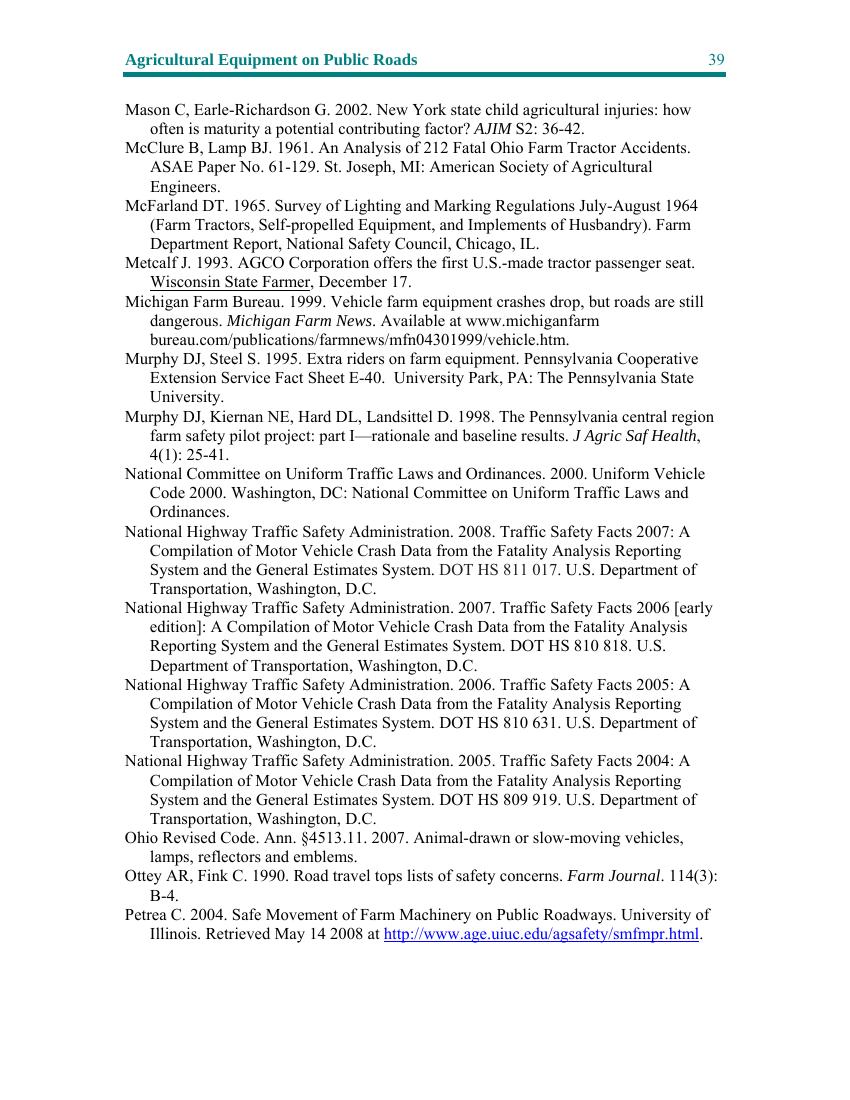 Agricultural Equipment on Public Roads 39
Mason C, Earle-Richardson G. 2002. New York state child agricultural injuries: how
often is maturity a potential contributing factor? AJIM S2: 36-42.
McClure B, Lamp BJ. 1961. An Analysis of 212 Fatal Ohio Farm Tractor Accidents.
ASAE Paper No. 61-129. St. Joseph, MI: American Society of Agricultural
Engineers.
McFarland DT. 1965. Survey of Lighting and Marking Regulations July-August 1964
(Farm Tractors, Self-propelled Equipment, and Implements of Husbandry). Farm
Department Report, National Safety Council, Chicago, IL.
Metcalf J. 1993. AGCO Corporation offers the first U.S.-made tractor passenger seat.
Wisconsin State Farmer, December 17.
Michigan Farm Bureau. 1999. Vehicle farm equipment crashes drop, but roads are still
dangerous. Michigan Farm News. Available at www.michiganfarm
bureau.com/publications/farmnews/mfn04301999/vehicle.htm.
Murphy DJ, Steel S. 1995. Extra riders on farm equipment. Pennsylvania Cooperative
Extension Service Fact Sheet E-40.  University Park, PA: The Pennsylvania State
University.
Murphy DJ, Kiernan NE, Hard DL, Landsittel D. 1998. The Pennsylvania central region
farm safety pilot project: part I—rationale and baseline results. J Agric Saf Health,
4(1): 25-41.
National Committee on Uniform Traffic Laws and Ordinances. 2000. Uniform Vehicle
Code 2000. Washington, DC: National Committee on Uniform Traffic Laws and
Ordinances.
National Highway Traffic Safety Administration. 2008. Traffic Safety Facts 2007: A
Compilation of Motor Vehicle Crash Data from the Fatality Analysis Reporting
System and the General Estimates System. DOT HS 811 017. U.S. Department of
Transportation, Washington, D.C.
National Highway Traffic Safety Administration. 2007. Traffic Safety Facts 2006 [early
edition]: A Compilation of Motor Vehicle Crash Data from the Fatality Analysis
Reporting System and the General Estimates System. DOT HS 810 818. U.S.
Department of Transportation, Washington, D.C.
National Highway Traffic Safety Administration. 2006. Traffic Safety Facts 2005: A
Compilation of Motor Vehicle Crash Data from the Fatality Analysis Reporting
System and the General Estimates System. DOT HS 810 631. U.S. Department of
Transportation, Washington, D.C.
National Highway Traffic Safety Administration. 2005. Traffic Safety Facts 2004: A
Compilation of Motor Vehicle Crash Data from the Fatality Analysis Reporting
System and the General Estimates System. DOT HS 809 919. U.S. Department of
Transportation, Washington, D.C.
Ohio Revised Code. Ann. §4513.11. 2007. Animal-drawn or slow-moving vehicles,
lamps, reflectors and emblems.
Ottey AR, Fink C. 1990. Road travel tops lists of safety concerns. Farm Journal. 114(3):
B-4.
Petrea C. 2004. Safe Movement of Farm Machinery on Public Roadways. University of
Illinois. Retrieved May 14 2008 at http://www.age.uiuc.edu/agsafety/smfmpr.html.